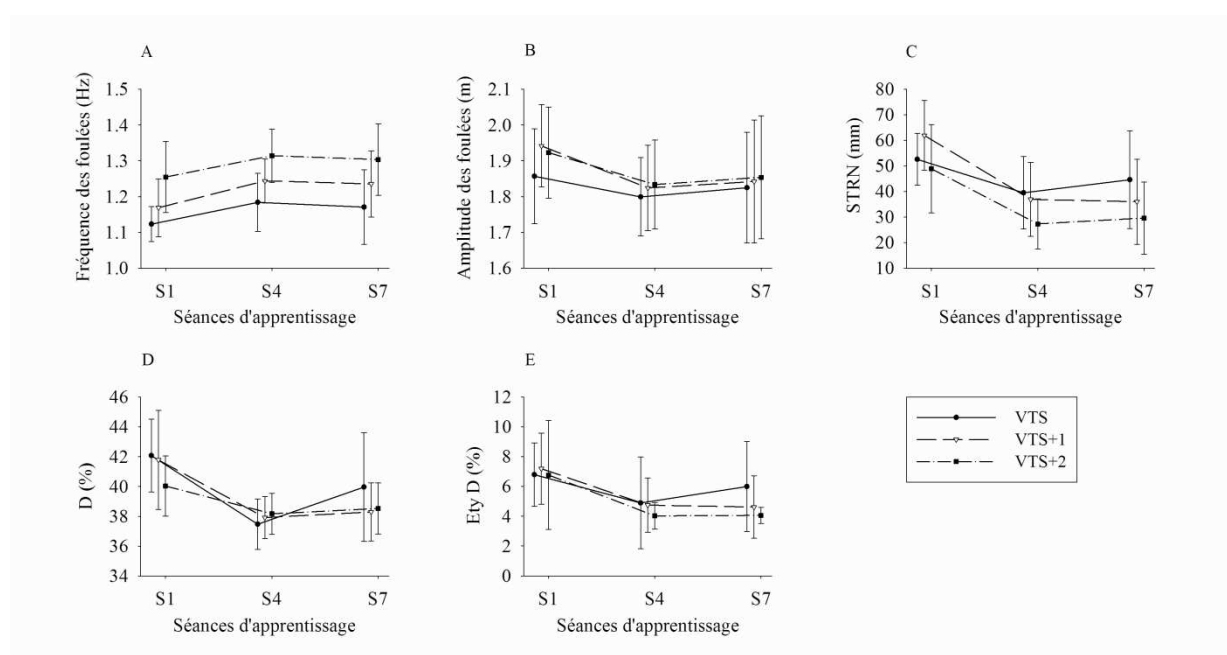 A
Fréquence des foulées (Hz)
1.5
1.4
1.3
1.2
1.1
1.0
S1 S4 S7
Séances d'apprentissage
B
Amplitude des foulées (m)
2.1
2.0
1.9
1.8
1.7
1.6
S1 S4 S7
Séances d'apprentissage
C
STRN (mm)
80
70
60
50
40
30
20
10
S1 S4 S7
Séances d'apprentissage
D
D (%)
46
44
42
40
38
36
34
S1 S4 S7
Séances d'apprentissage
E
Ety D (%)
12
10
8
6
4
2
0
S1 S4 S7
Séances d'apprentissage
VTS
VTS+1
VTS+2